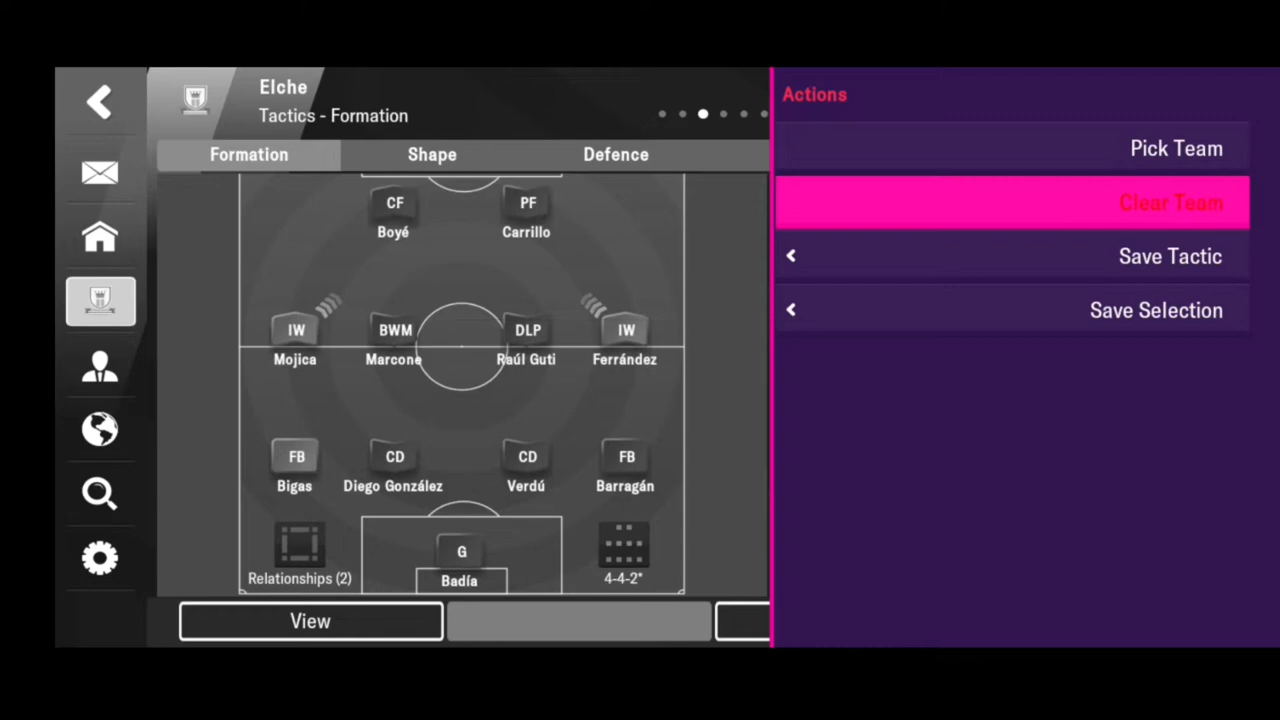 Elche
Tactics - Formation
Formation Shape Defence
CF PF
Boyé Carrillo
IW BWM DLP IW
Mojica Marcone Raúl Guti Ferrández
FB CD CD FB
Bigas Diego González Verdú Barragán
G
Relationships (2) Badía 4-4-2*
View
Actions
Pick Team
Clear Team
Save Tactic
Save Selection